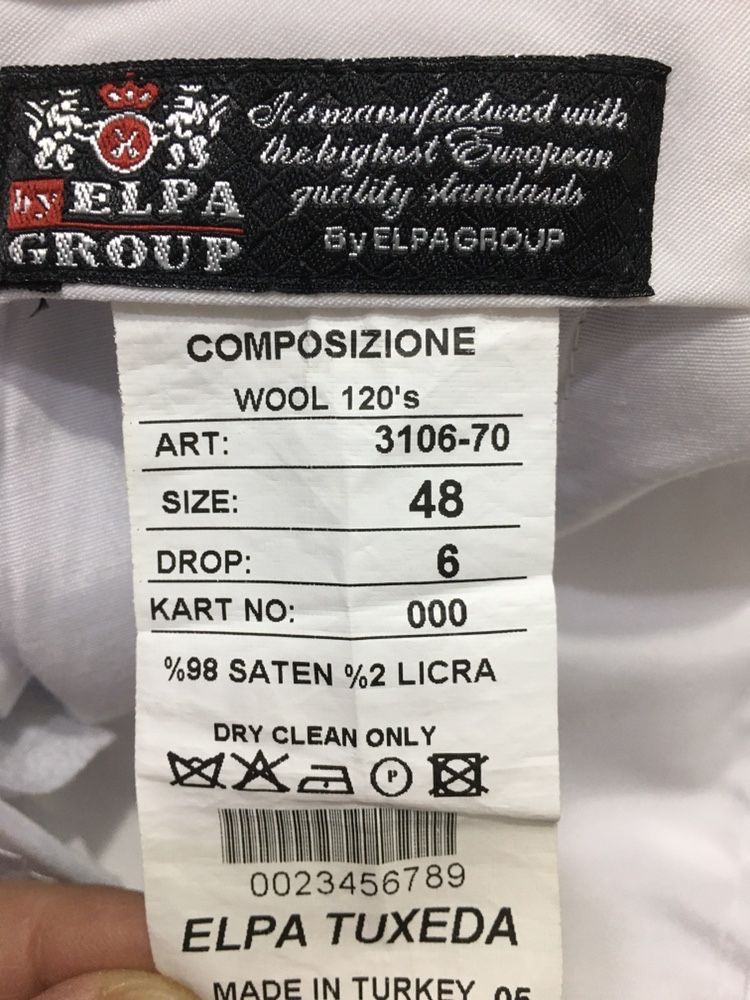 by ELPA
GROUP
It's manufactured with
the highest European
quality standards
By ELPAGROUP
COMPOSIZIONE
WOOL 120's
ART: 3106-70
SIZE: 48
DROP: 6
KART NO: 000
%98 SATEN %2 LICRA
DRY CLEAN ONLY
P
0023456789
ELPA TUXEDA
MADE IN TURKEY 05